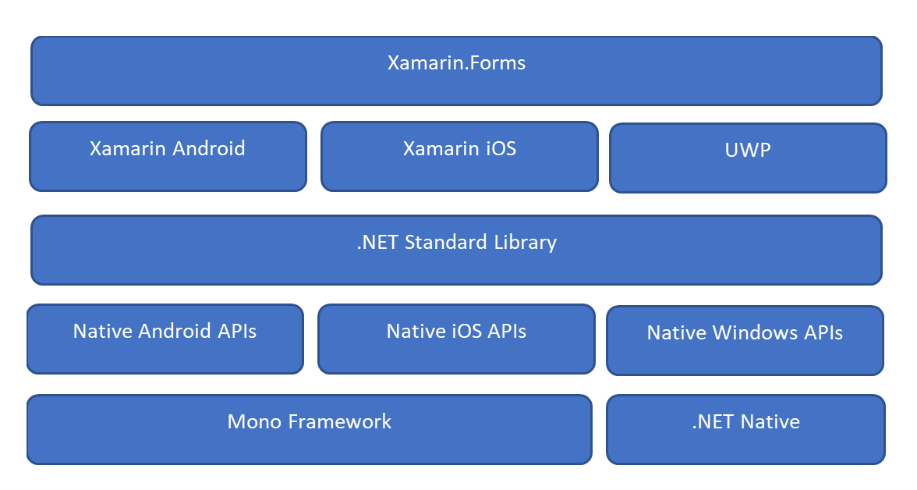 Xamarin.Forms
Xamarin Android
Xamarin iOS
UWP
.NET Standard Library
Native Android APIs
Native iOS APIs
Native Windows APIs
Mono Framework
.NET Native